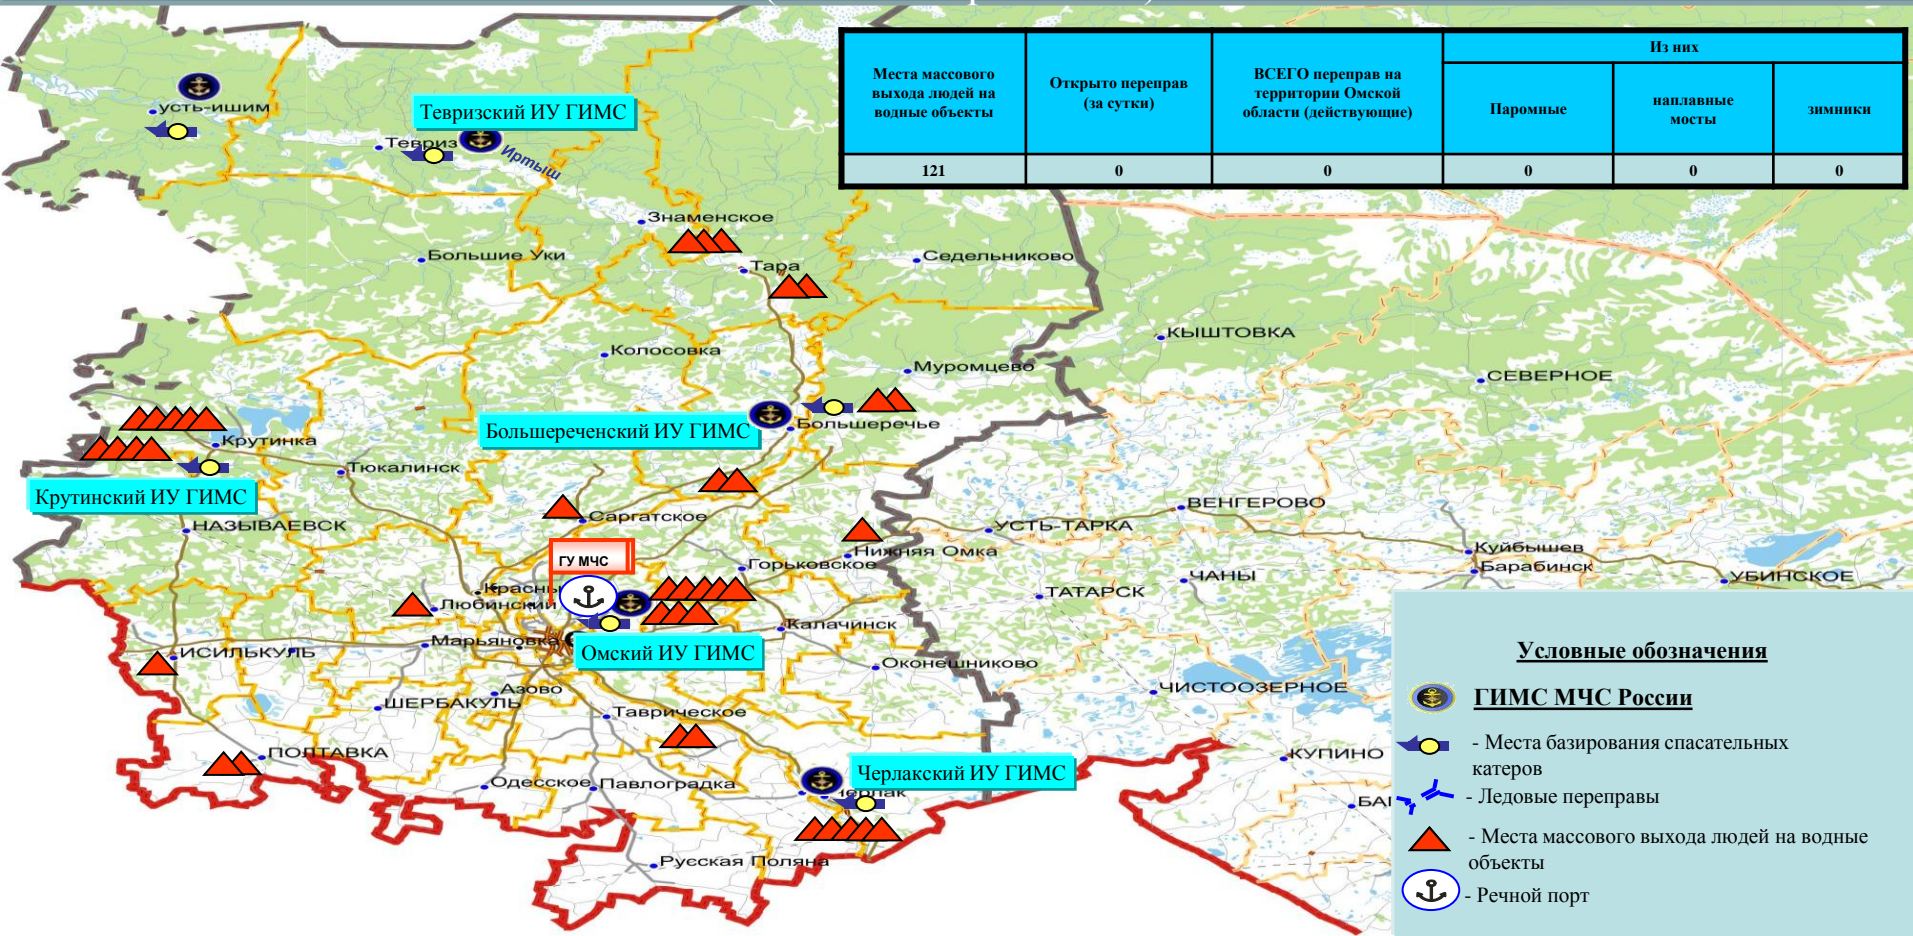 Из них
Места массового
выхода людей на
водные объекты
Открыто переправ
(за сутки)
ВСЕГО переправ на
территории Омской
области (действующие)
Паромные
наплавные
мосты
зимники
121
0
0
0
0
0
усть-ишим
Тевризский ИУ ГИМС
Тевриз
Иртыш
Знаменское
Большие Уки
Тара
Седельниково
КЫШТОВКА
Колосовка
Муромцево
СЕВЕРНОЕ
Большереченский ИУ ГИМС
Большеречье
Крутинка
Тюкалинск
Крутинский ИУ ГИМС
НАЗЫВАЕВСК
Саргатское
ВЕНГЕРОВО
УСТЬ-ТАРКА
Нижняя Омка
Куйбышев
Барабинск
ГУ МЧС
Горьковское
ЧАНЫ
УБИНСКОЕ
Красны
Любинский
ТАТАРСК
Калачинск
Марьяновка
ИСИЛЬКУЛЬ
Омский ИУ ГИМС
Оконешниково
Азово
ЧИСТООЗЕРНОЕ
ШЕРБАКУЛЬ
Таврическое
ПОЛТАВКА
КУПИНО
Одесское
Павлоградка
Черлакский ИУ ГИМС
Черлак
Русская Поляна
Условные обозначения
ГИМС МЧС России
- Места базирования спасательных
катеров
- Ледовые переправы
- Места массового выхода людей на водные
объекты
- Речной порт